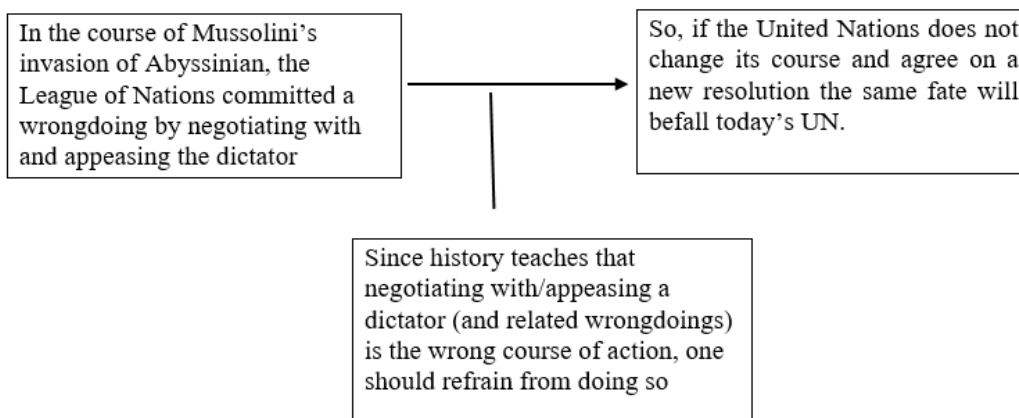 In the course of Mussolini’s
invasion of Abyssinian, the
League of Nations committed a
wrongdoing by negotiating with
and appeasing the dictator
So, if the United Nations does not
change its course and agree on a
new resolution the same fate will
befall today’s UN.
Since history teaches that
negotiating with/appeasing a
dictator (and related wrongdoings)
is the wrong course of action, one
should refrain from doing so